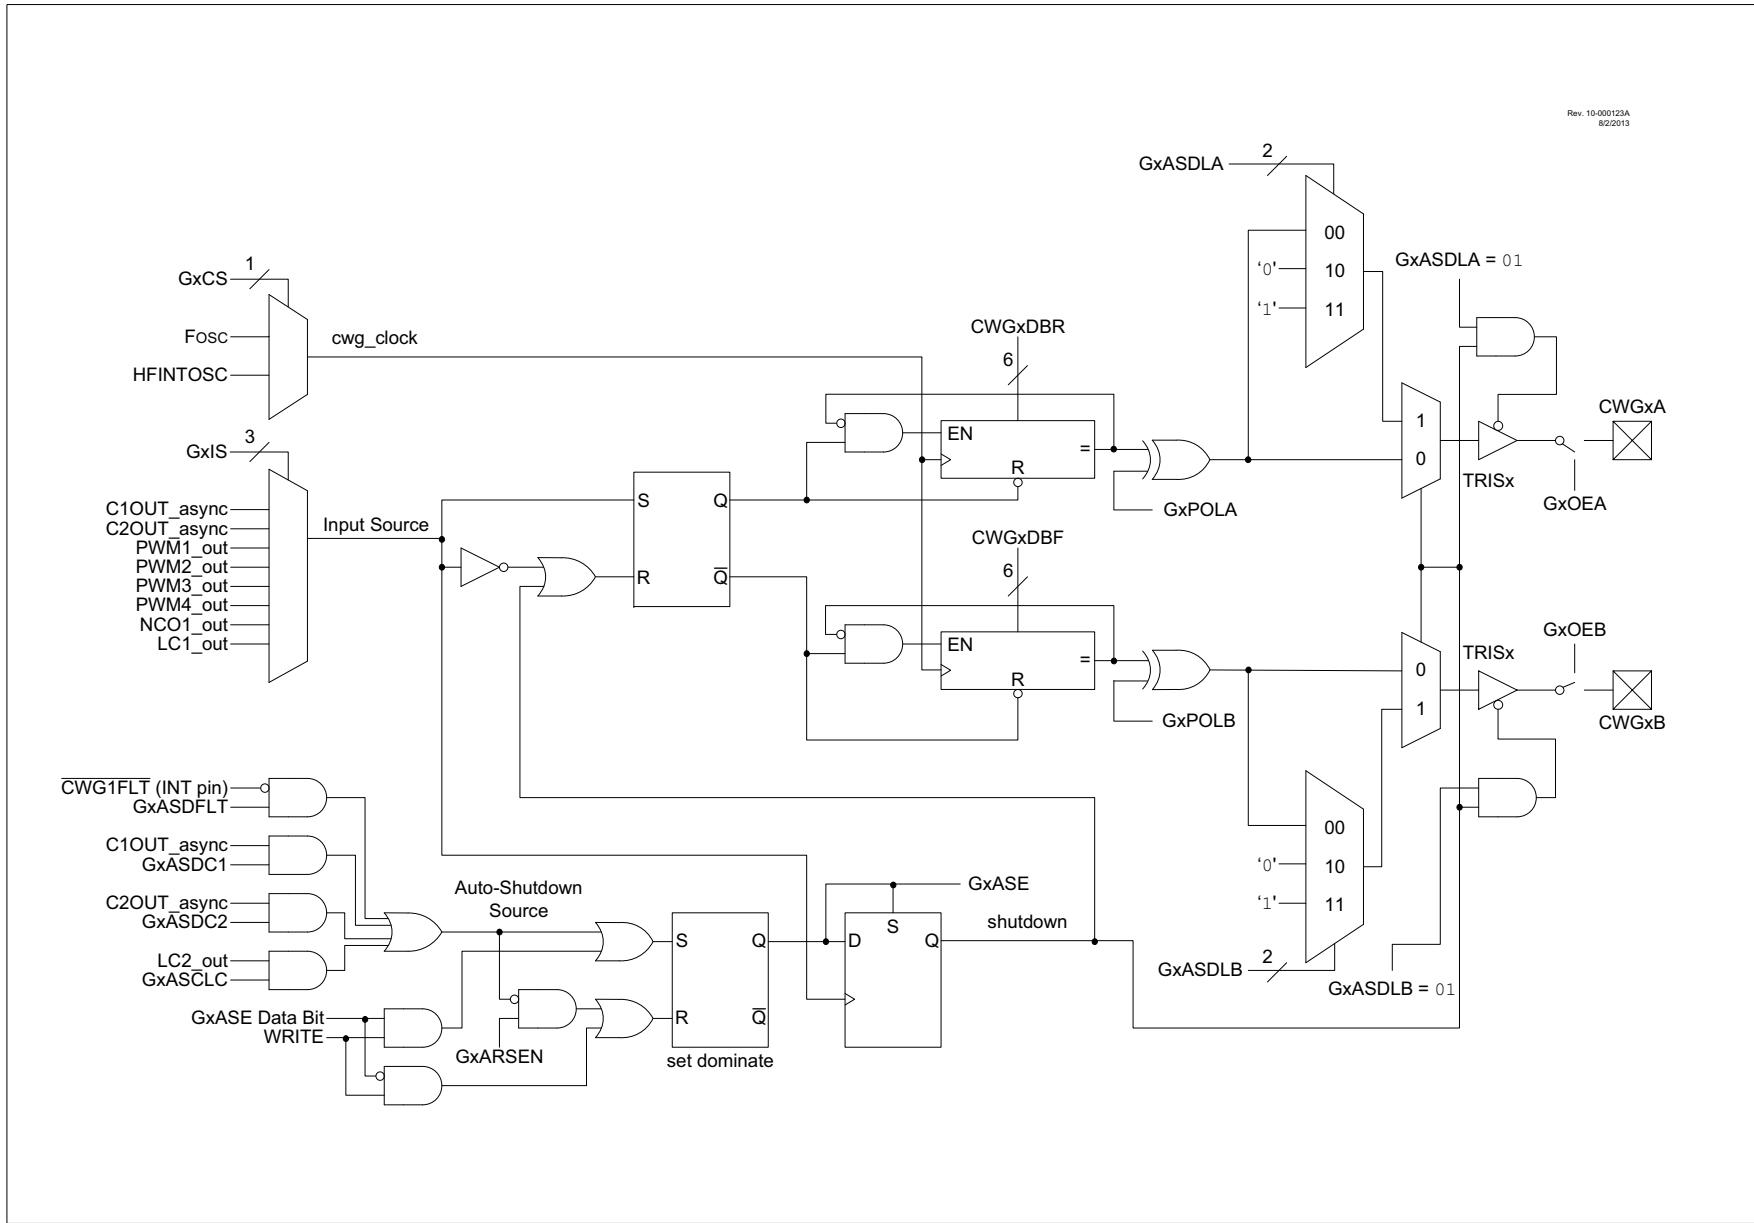 Rev. 10-000123A
8/2/2013
GxASDLA
2
00
‘0'
10
‘1'
11
GxASDLA = 01
GxCS
1
FOSC
HFINTOSC
cwg_clock
CWGxDBR
6
EN
=
R
GxPOLA
1
0
TRISx
GxOEA
CWGxA
GxIS
3
C1OUT_async
C2OUT_async
PWM1_out
PWM2_out
PWM3_out
PWM4_out
NCO1_out
LC1_out
Input Source
S
Q
R
Q
CWGxDBF
6
EN
=
R
GxPOLB
0
1
TRISx
GxOEB
CWGxB
CWG1FLT (INT pin)
GxASDFLT
C1OUT_async
GxASDC1
C2OUT_async
GxASDC2
LC2_out
GxASCLC
Auto-Shutdown
Source
GxASE Data Bit
WRITE
GxARSEN
S
Q
R
Q
set dominate
GxASE
S
D
Q
shutdown
00
‘0'
10
‘1'
11
GxASDLB
2
GxASDLB = 01